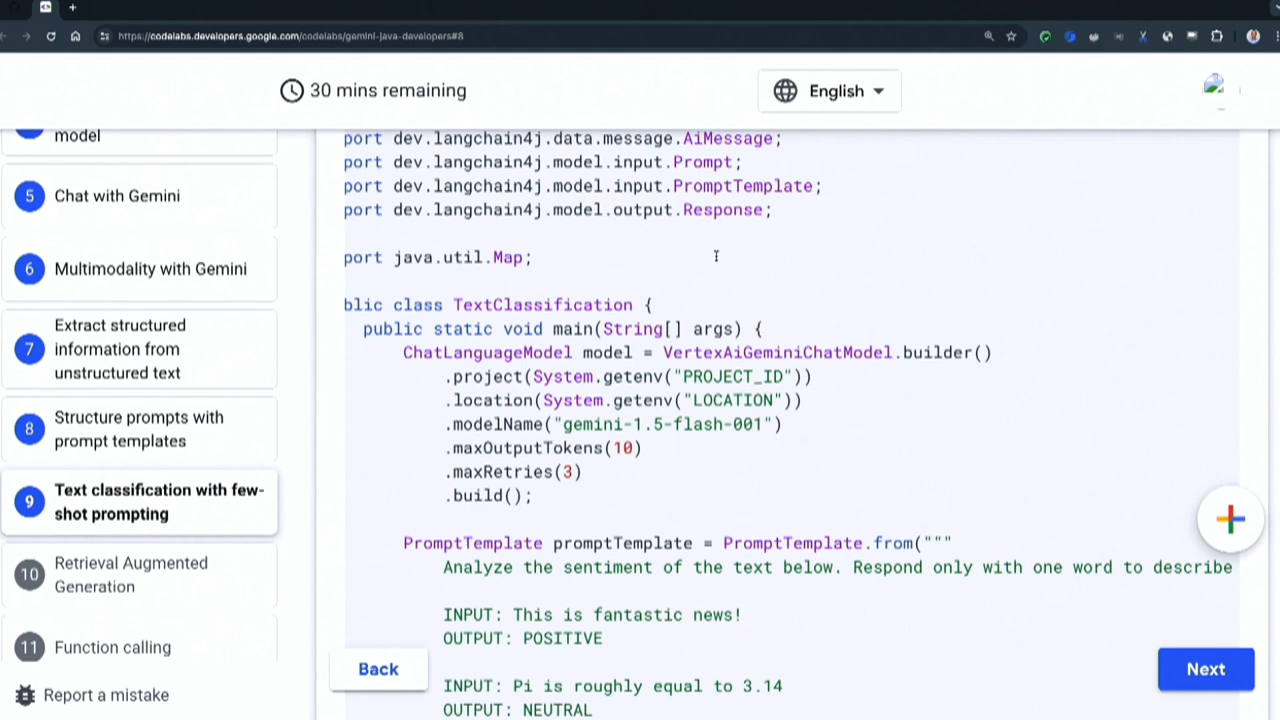 https://codelabs.developers.google.com/codelabs/gemini-java-developers#8
30 mins remaining
English
model
5 Chat with Gemini
6 Multimodality with Gemini
7 Extract structured
information from
unstructured text
8 Structure prompts with
prompt templates
9 Text classification with few-
shot prompting
10 Retrieval Augmented
Generation
11 Function calling
Report a mistake
port dev.langchain4j.data.message.AiMessage;
port dev.langchain4j.model.input.Prompt;
port dev.langchain4j.model.input.PromptTemplate;
port dev.langchain4j.model.output.Response;
port java.util.Map;
blic class TextClassification {
public static void main(String[] args) {
ChatLanguageModel model = VertexAiGeminiChatModel.builder()
.project(System.getenv("PROJECT_ID"))
.location(System.getenv("LOCATION"))
.modelName("gemini-1.5-flash-001")
.maxOutputTokens(10)
.maxRetries(3)
.build();
PromptTemplate promptTemplate = PromptTemplate.from("""
Analyze the sentiment of the text below. Respond only with one word to describe
INPUT: This is fantastic news!
OUTPUT: POSITIVE
INPUT: Pi is roughly equal to 3.14
OUTPUT: NEUTRAL
Back
Next